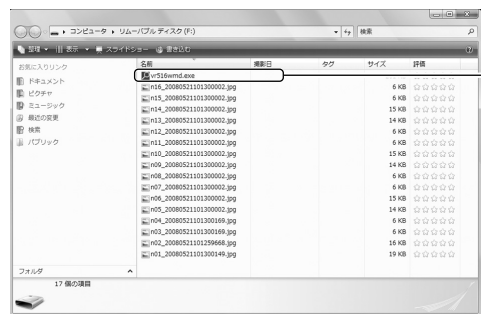 コンピュータ ▸ リムーバブル ディスク (F:)
検索
整理 表示 スライドショー 書き込む
お気に入りリンク
ドキュメント
ピクチャ
ミュージック
最近の変更
検索
パブリック
フォルダ
名前 撮影日 タグ サイズ 評価
vr516wmd.exe
n16_20080521101300002.jpg 6 KB
n15_20080521101300002.jpg 6 KB
n14_20080521101300002.jpg 15 KB
n13_20080521101300002.jpg 14 KB
n12_20080521101300002.jpg 6 KB
n11_20080521101300002.jpg 6 KB
n10_20080521101300002.jpg 15 KB
n09_20080521101300002.jpg 14 KB
n08_20080521101300002.jpg 6 KB
n07_20080521101300002.jpg 6 KB
n06_20080521101300002.jpg 15 KB
n05_20080521101300002.jpg 14 KB
n04_20080521101300169.jpg 6 KB
n03_20080521101300169.jpg 6 KB
n02_20080521101259668.jpg 16 KB
n01_20080521101300149.jpg 19 KB
17 個の項目